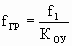 f_ГР = f_1 / K_ОУ